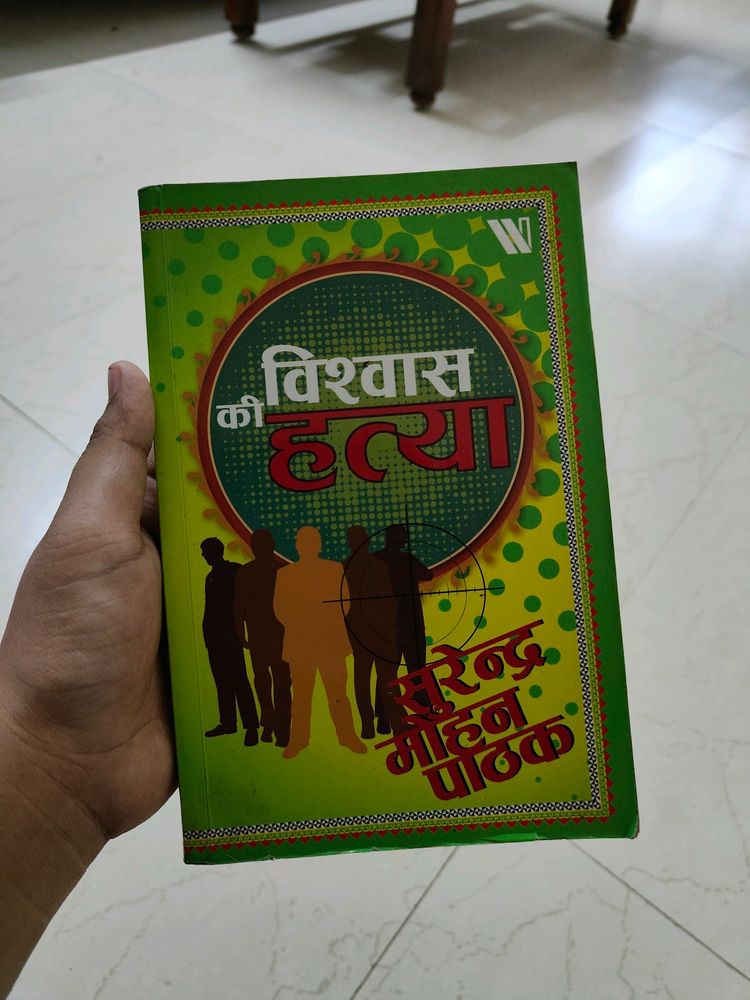 W
विश्वास
की
हत्या
सुरेन्द्र
मोहन
पाठक